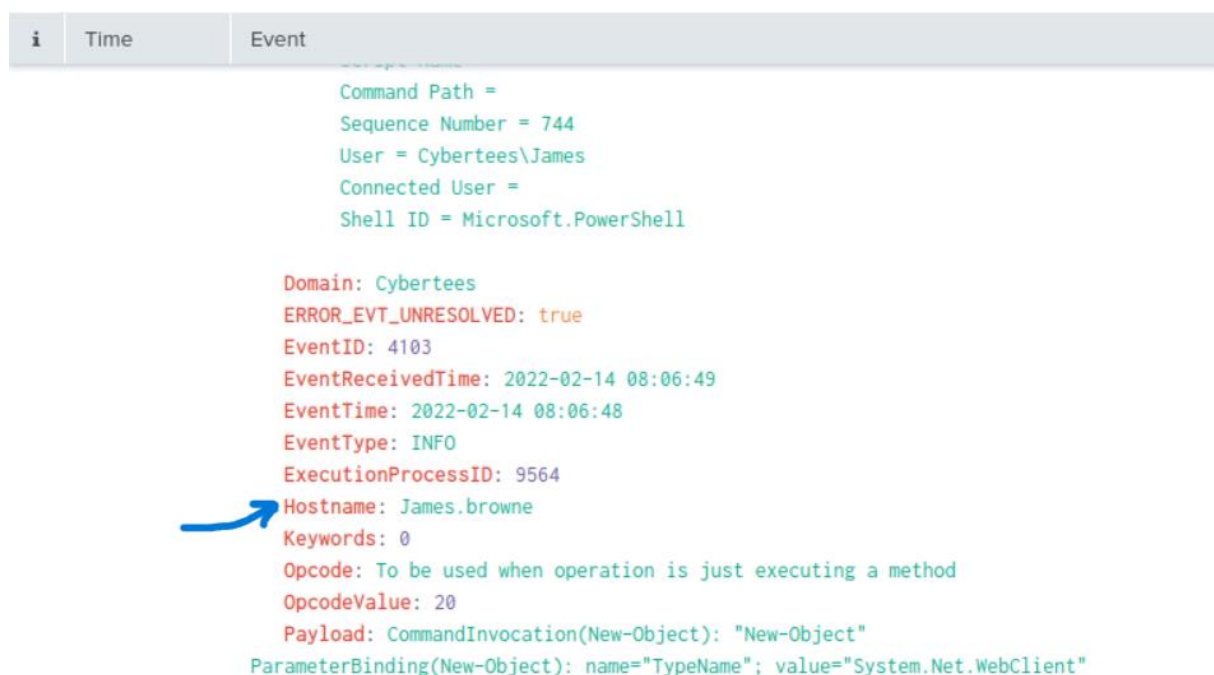 i Time Event
Command Path =
Sequence Number = 744
User = Cybertees\James
Connected User =
Shell ID = Microsoft.PowerShell
Domain: Cybertees
ERROR_EVT_UNRESOLVED: true
EventID: 4103
EventReceivedTime: 2022-02-14 08:06:49
EventTime: 2022-02-14 08:06:48
EventType: INFO
ExecutionProcessID: 9564
Hostname: James.browne
Keywords: 0
Opcode: To be used when operation is just executing a method
OpcodeValue: 20
Payload: CommandInvocation(New-Object): "New-Object"
ParameterBinding(New-Object): name="TypeName"; value="System.Net.WebClient"